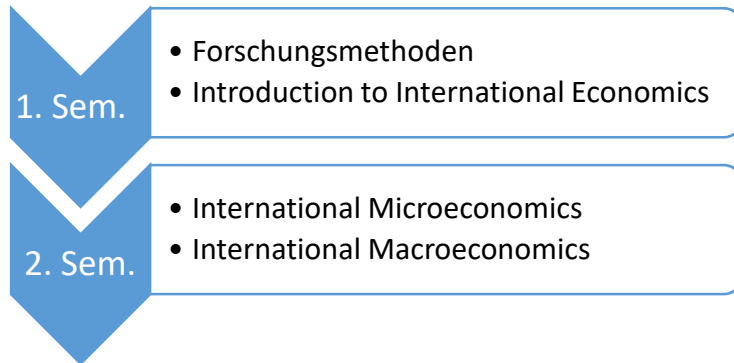 1. Sem.
• Forschungsmethoden
• Introduction to International Economics
2. Sem.
• International Microeconomics
• International Macroeconomics